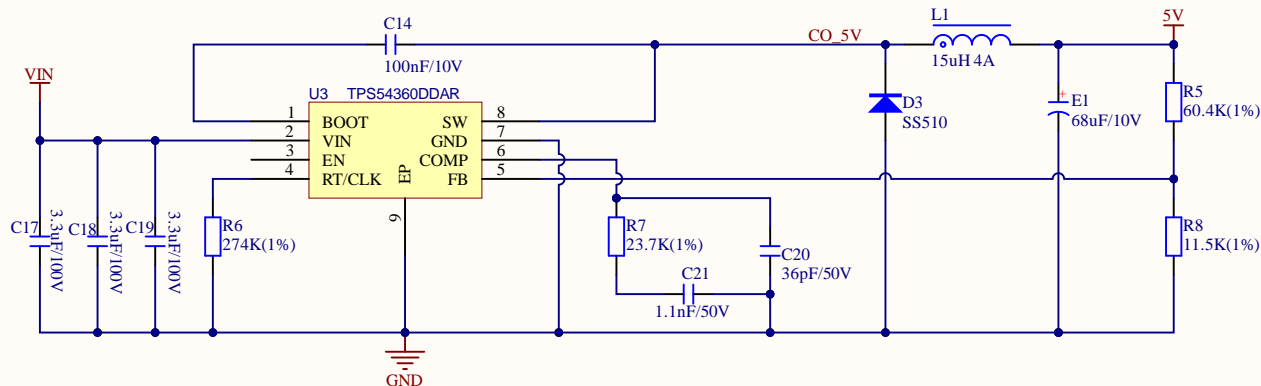 C14
100nF/10V
CO_5V
L1
15uH 4A
5V
VIN
U3 TPS54360DDAR
1
BOOT
SW
8
2
VIN
GND
7
3
EN
COMP
6
4
RT/CLK
FB
5
EP
9
D3
SS510
+
E1
68uF/10V
R5
60.4K(1%)
C17
3.3uF/100V
C18
3.3uF/100V
C19
3.3uF/100V
R6
274K(1%)
R7
23.7K(1%)
C20
36pF/50V
C21
1.1nF/50V
R8
11.5K(1%)
GND